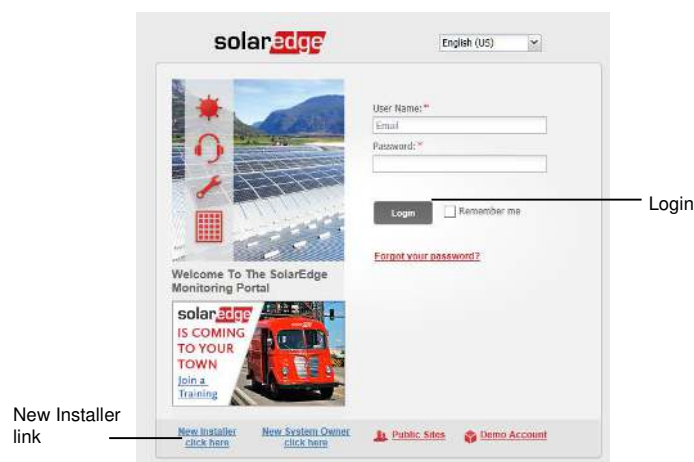 solaredge
English (US)
User Name:*
Email
Password:*
Login
Remember me
Login
Forgot your password?
Welcome To The SolarEdge
Monitoring Portal
solaredge
IS COMING
TO YOUR
TOWN
Join a
Training
New Installer
link
New Installer
click here
New System Owner
click here
Public Sites
Demo Account